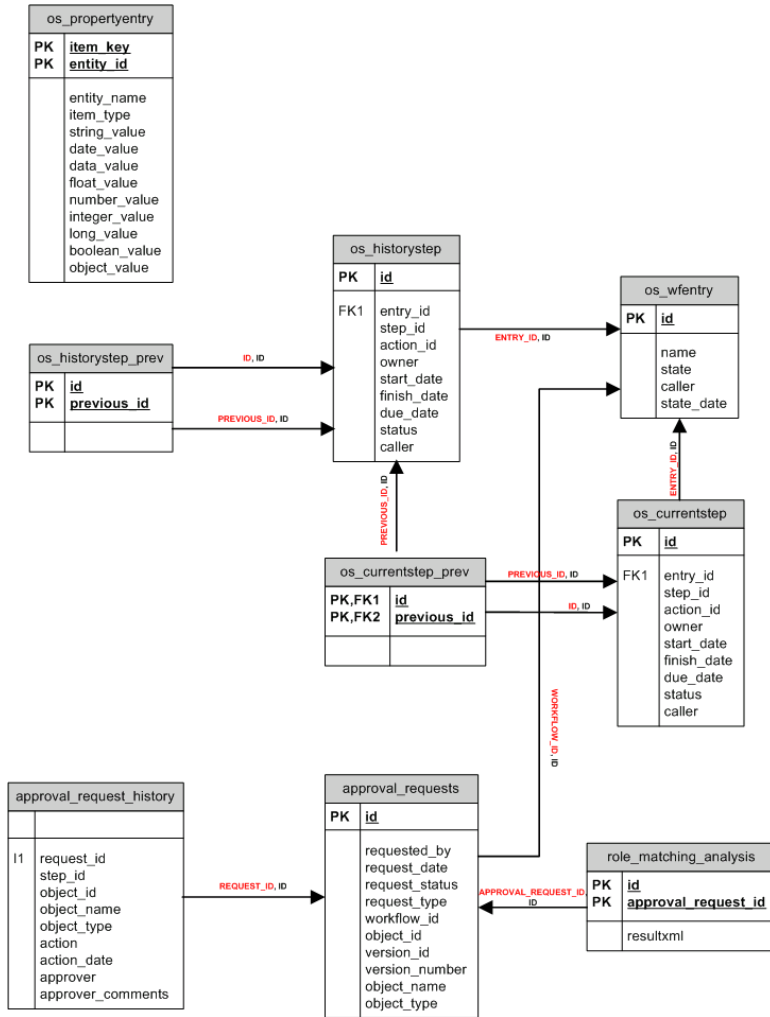 os_propertyentry
PK item_key
PK entity_id
entity_name
item_type
string_value
date_value
data_value
float_value
number_value
integer_value
long_value
boolean_value
object_value
os_historystep
PK id
FK1 entry_id
step_id
action_id
owner
start_date
finish_date
due_date
status
caller
ENTRY_ID, ID
os_wfentry
PK id
name
state
caller
state_date
os_historystep_prev
PK id
PK previous_id
ID, ID
PREVIOUS_ID, ID
PREVIOUS_ID, ID
ENTRY_ID, ID
os_currentstep_prev
PK,FK1 id
PK,FK2 previous_id
PREVIOUS_ID, ID
ID, ID
os_currentstep
PK id
FK1 entry_id
step_id
action_id
owner
start_date
finish_date
due_date
status
caller
WORKFLOW_ID, ID
approval_request_history
I1 request_id
step_id
object_id
object_name
object_type
action
action_date
approver
approver_comments
REQUEST_ID, ID
approval_requests
PK id
requested_by
request_date
request_status
request_type
workflow_id
object_id
version_id
version_number
object_name
object_type
APPROVAL_REQUEST_ID,
ID
role_matching_analysis
PK id
PK approval_request_id
resultxml